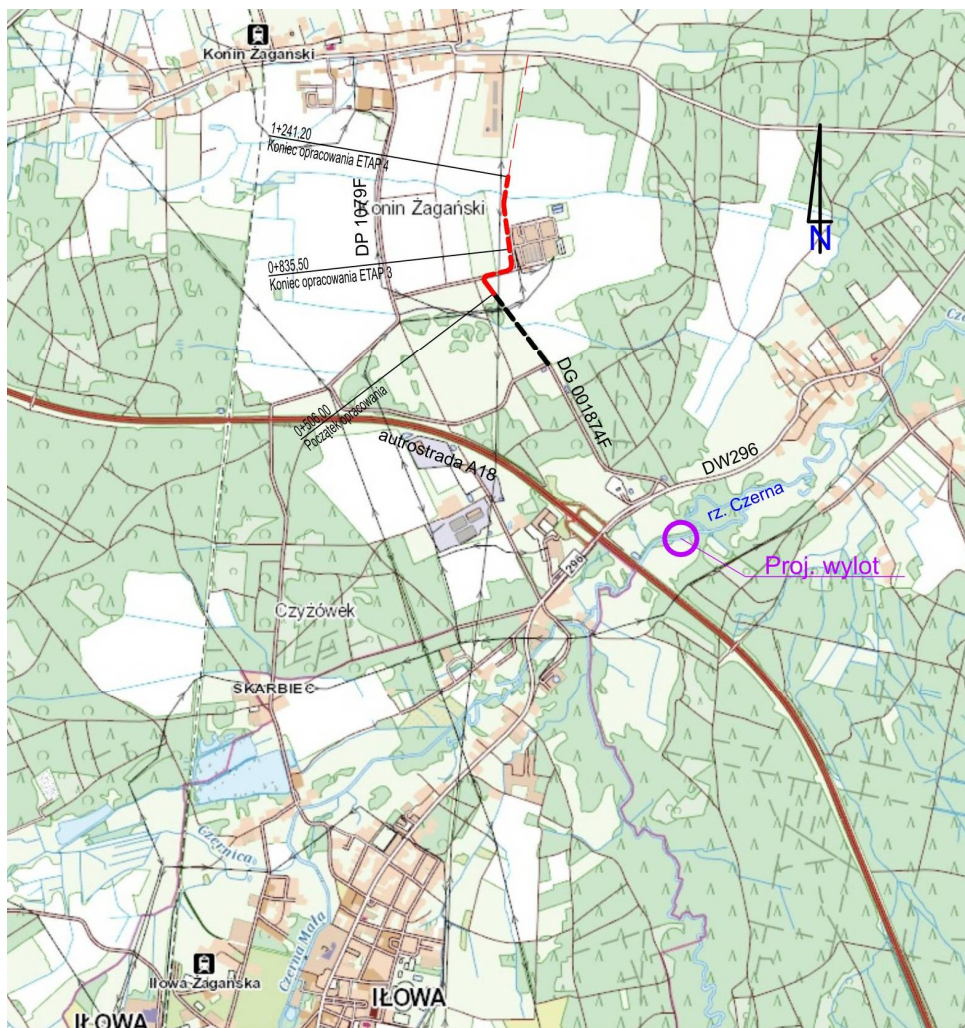 Konin Żagański
1+241,20
Koniec opracowania ETAP 4
DP 1079F
Konin Żagański
N
0+835,50
Koniec opracowania ETAP 3
0+506,00
Początek opracowania
DG 001874F
autrostrada A18
DW296
rz. Czerna
Proj. wylot
296
Czyżówek
SKARBIEC
Czernica
Czerna Mała
Iłowa-Żagańska
IŁOWA
IŁOWA